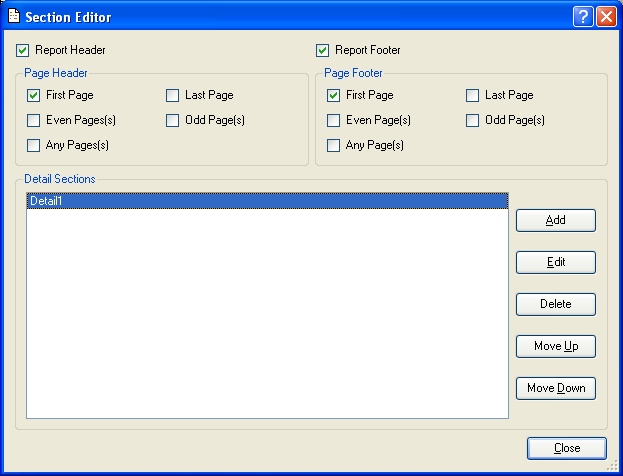 Section Editor
Report Header
Report Footer
Page Header
Page Footer
First Page
Last Page
First Page
Last Page
Even Pages(s)
Odd Page(s)
Even Page(s)
Odd Page(s)
Any Pages(s)
Any Page(s)
Detail Sections
Detail1
Add
Edit
Delete
Move Up
Move Down
Close